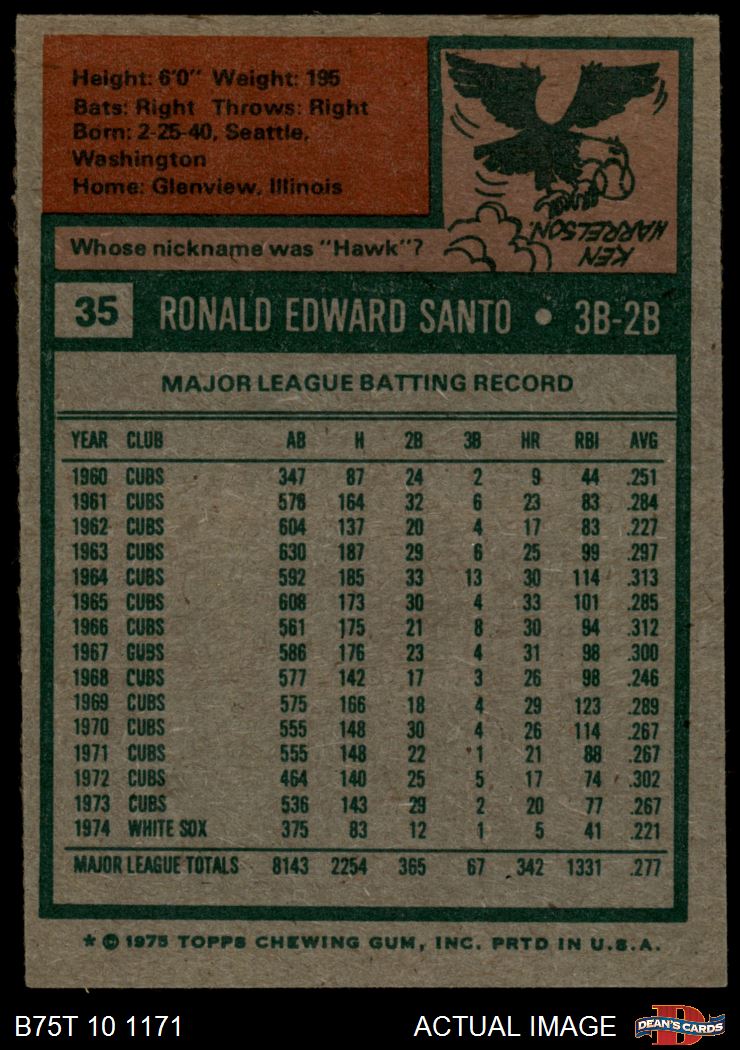 Height: 6'0" Weight: 195
Bats: Right Throws: Right
Born: 2-25-40, Seattle,
Washington
Home: Glenview, Illinois
Whose nickname was "Hawk"?
KEN
HARRELSON
35 RONALD EDWARD SANTO • 3B-2B
MAJOR LEAGUE BATTING RECORD
YEAR CLUB AB H 2B 3B HR RBI AVG
1960 CUBS 347 87 24 2 9 44 .251
1961 CUBS 578 164 32 6 23 83 .284
1962 CUBS 604 137 20 4 17 83 .227
1963 CUBS 630 187 29 6 25 99 .297
1964 CUBS 592 185 33 13 30 114 .313
1965 CUBS 608 173 30 4 33 101 .285
1966 CUBS 561 175 21 8 30 94 .312
1967 CUBS 586 176 23 4 31 98 .300
1968 CUBS 577 142 17 3 26 98 .246
1969 CUBS 575 166 18 4 29 123 .289
1970 CUBS 555 148 30 4 26 114 .267
1971 CUBS 555 148 22 1 21 88 .267
1972 CUBS 464 140 25 5 17 74 .302
1973 CUBS 536 143 29 2 20 77 .267
1974 WHITE SOX 375 83 12 1 5 41 .221
MAJOR LEAGUE TOTALS 8143 2254 365 67 342 1331 .277
* © 1975 TOPPS CHEWING GUM, INC. PRTD IN U.S.A.
B75T 10 1171 ACTUAL IMAGE D DEAN'S CARDS